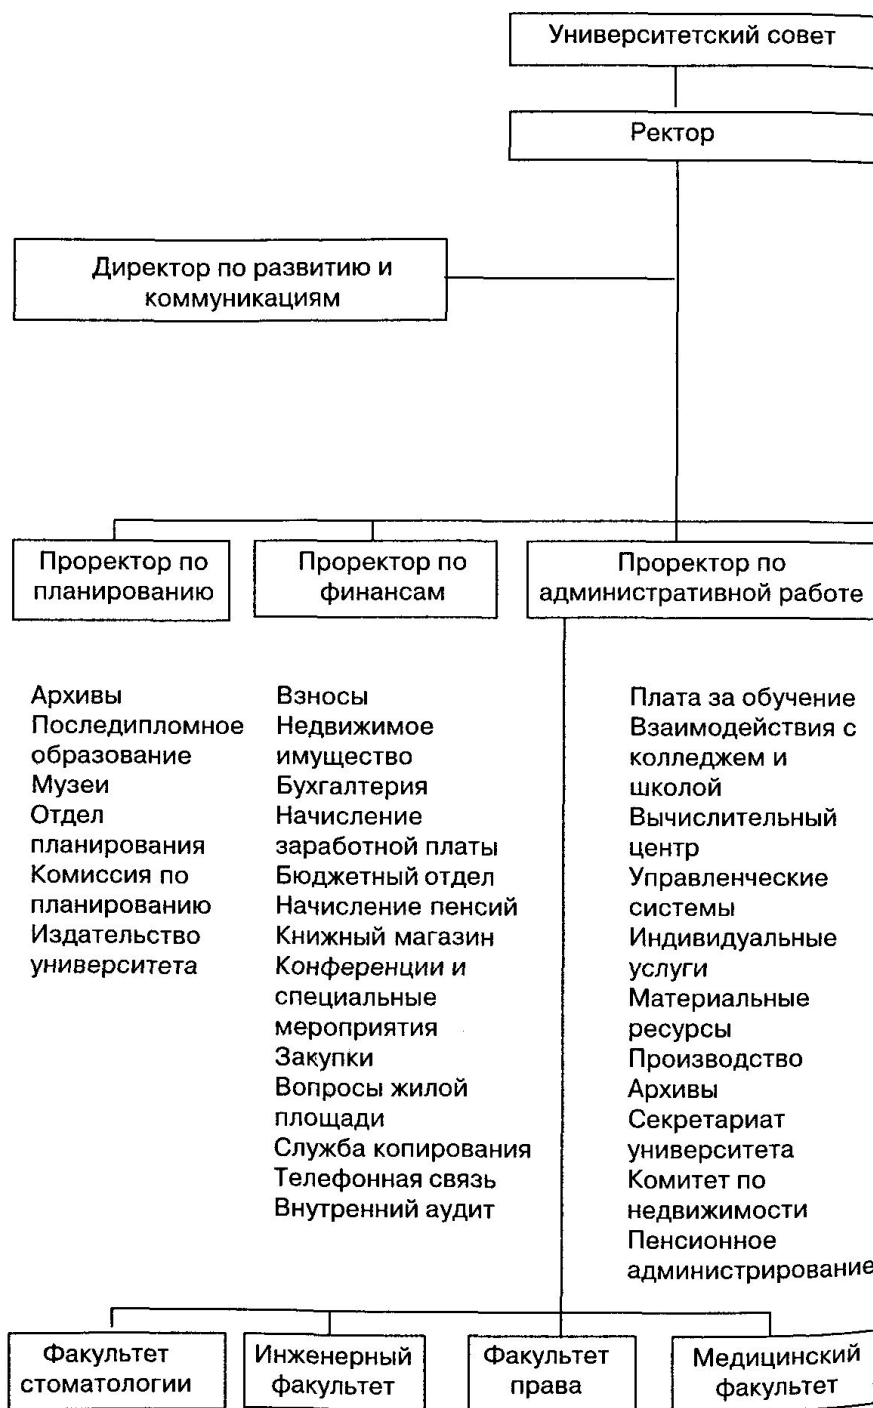 Университетский совет
Ректор
Директор по развитию и
коммуникациям
Проректор по
планированию
Проректор по
финансам
Проректор по
административной работе
Архивы
Последипломное
образование
Музеи
Отдел
планирования
Комиссия по
планированию
Издательство
университета
Взносы
Недвижимое
имущество
Бухгалтерия
Начисление
заработной платы
Бюджетный отдел
Начисление пенсий
Книжный магазин
Конференции и
специальные
мероприятия
Закупки
Вопросы жилой
площади
Служба копирования
Телефонная связь
Внутренний аудит
Плата за обучение
Взаимодействия с
колледжем и
школой
Вычислительный
центр
Управленческие
системы
Индивидуальные
услуги
Материальные
ресурсы
Производство
Архивы
Секретариат
университета
Комитет по
недвижимости
Пенсионное
администрирование
Факультет
стоматологии
Инженерный
факультет
Факультет
права
Медицинский
факультет